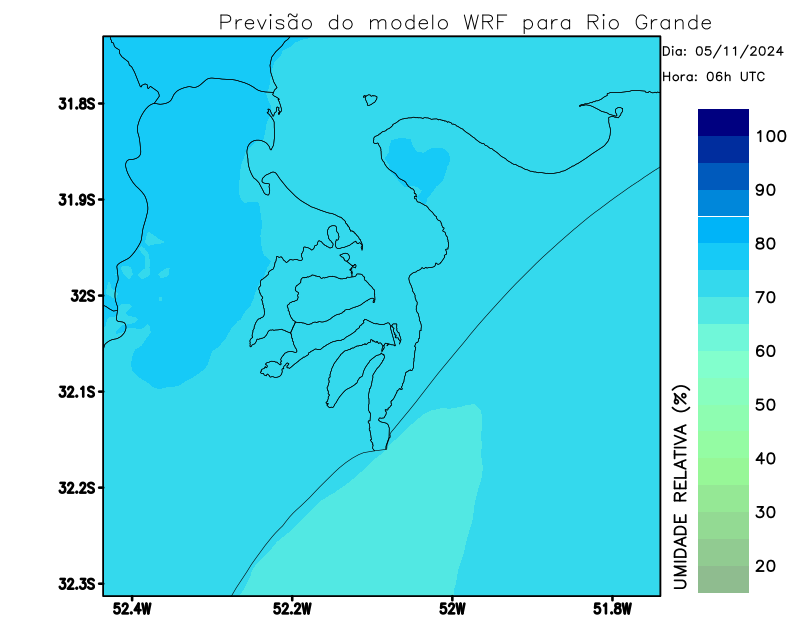 Previsão do modelo WRF para Rio Grande
Dia: 05/11/2024
Hora: 06h UTC
31.8S
31.9S
32S
32.1S
32.2S
32.3S
52.4W
52.2W
52W
51.8W
100
90
80
70
60
50
40
30
20
UMIDADE RELATIVA (%)